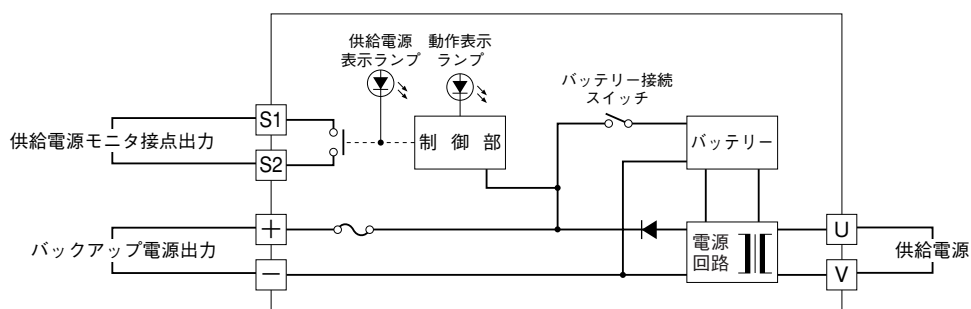 供給電源
表示ランプ
動作表示
ランプ
バッテリー接続
スイッチ
S1
供給電源モニタ接点出力
S2
制御部
バッテリー
＋
バックアップ電源出力
－
電源
回路
U
供給電源
V